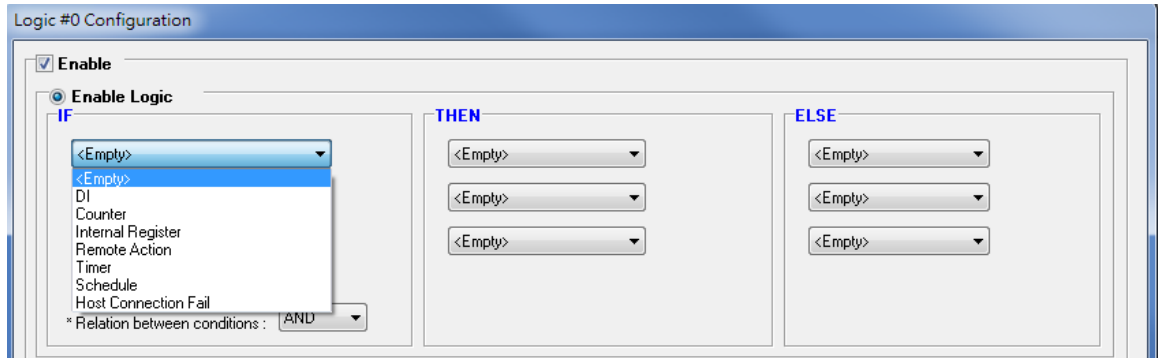 Logic #0 Configuration
Enable
Enable Logic
IF
THEN
ELSE
<Empty>
<Empty>
<Empty>
<Empty>
DI
Counter
Internal Register
Remote Action
Timer
Schedule
Host Connection Fail
<Empty>
<Empty>
<Empty>
<Empty>
* Relation between conditions : AND